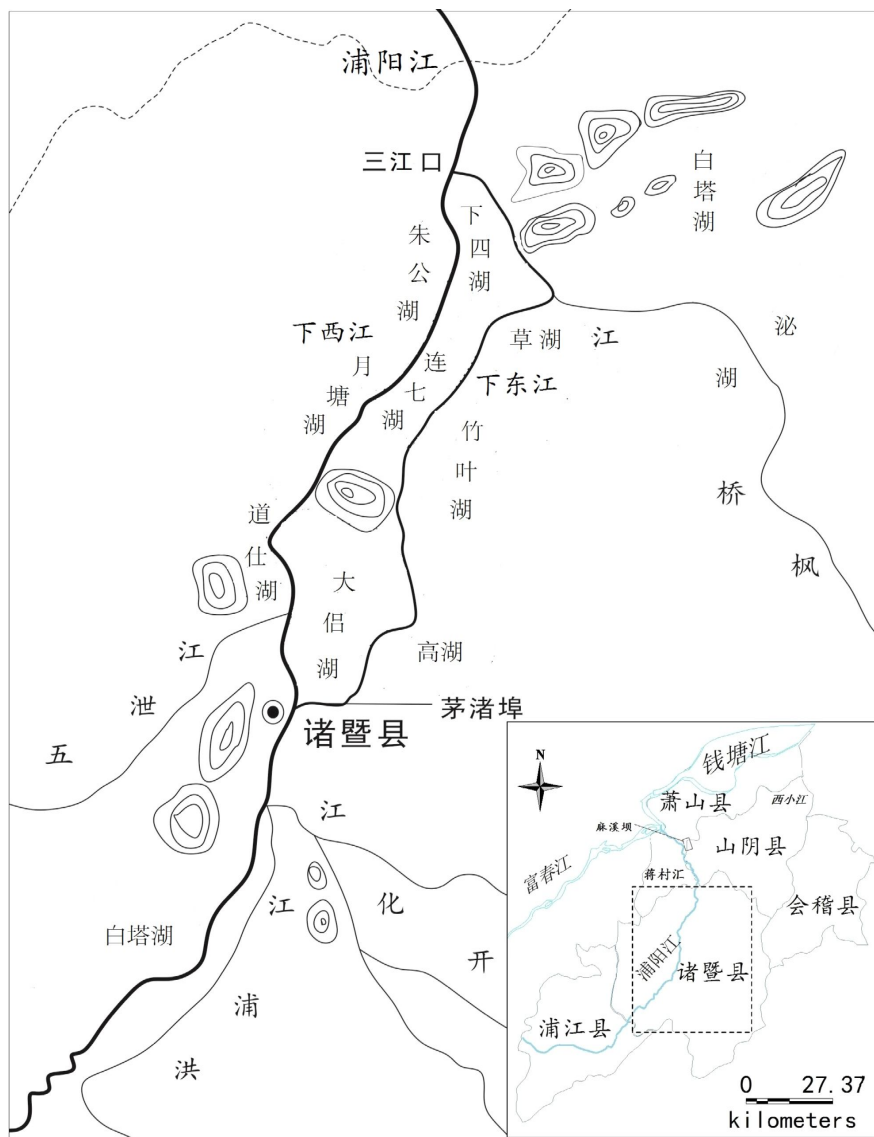 浦阳江
三江口
白塔湖
下四湖
朱公湖
下西江
月塘湖
连七湖
草湖
下东江
竹叶湖
泌湖
枫桥江
道仕湖
大侣湖
高湖
五泄江
茅渚埠
诸暨县
开化江
洪浦江
白塔湖
N
钱塘江
萧山县
西小江
麻溪坝
山阴县
富春江
蒋村汇
会稽县
浦阳江
诸暨县
浦江县
0 27.37
kilometers